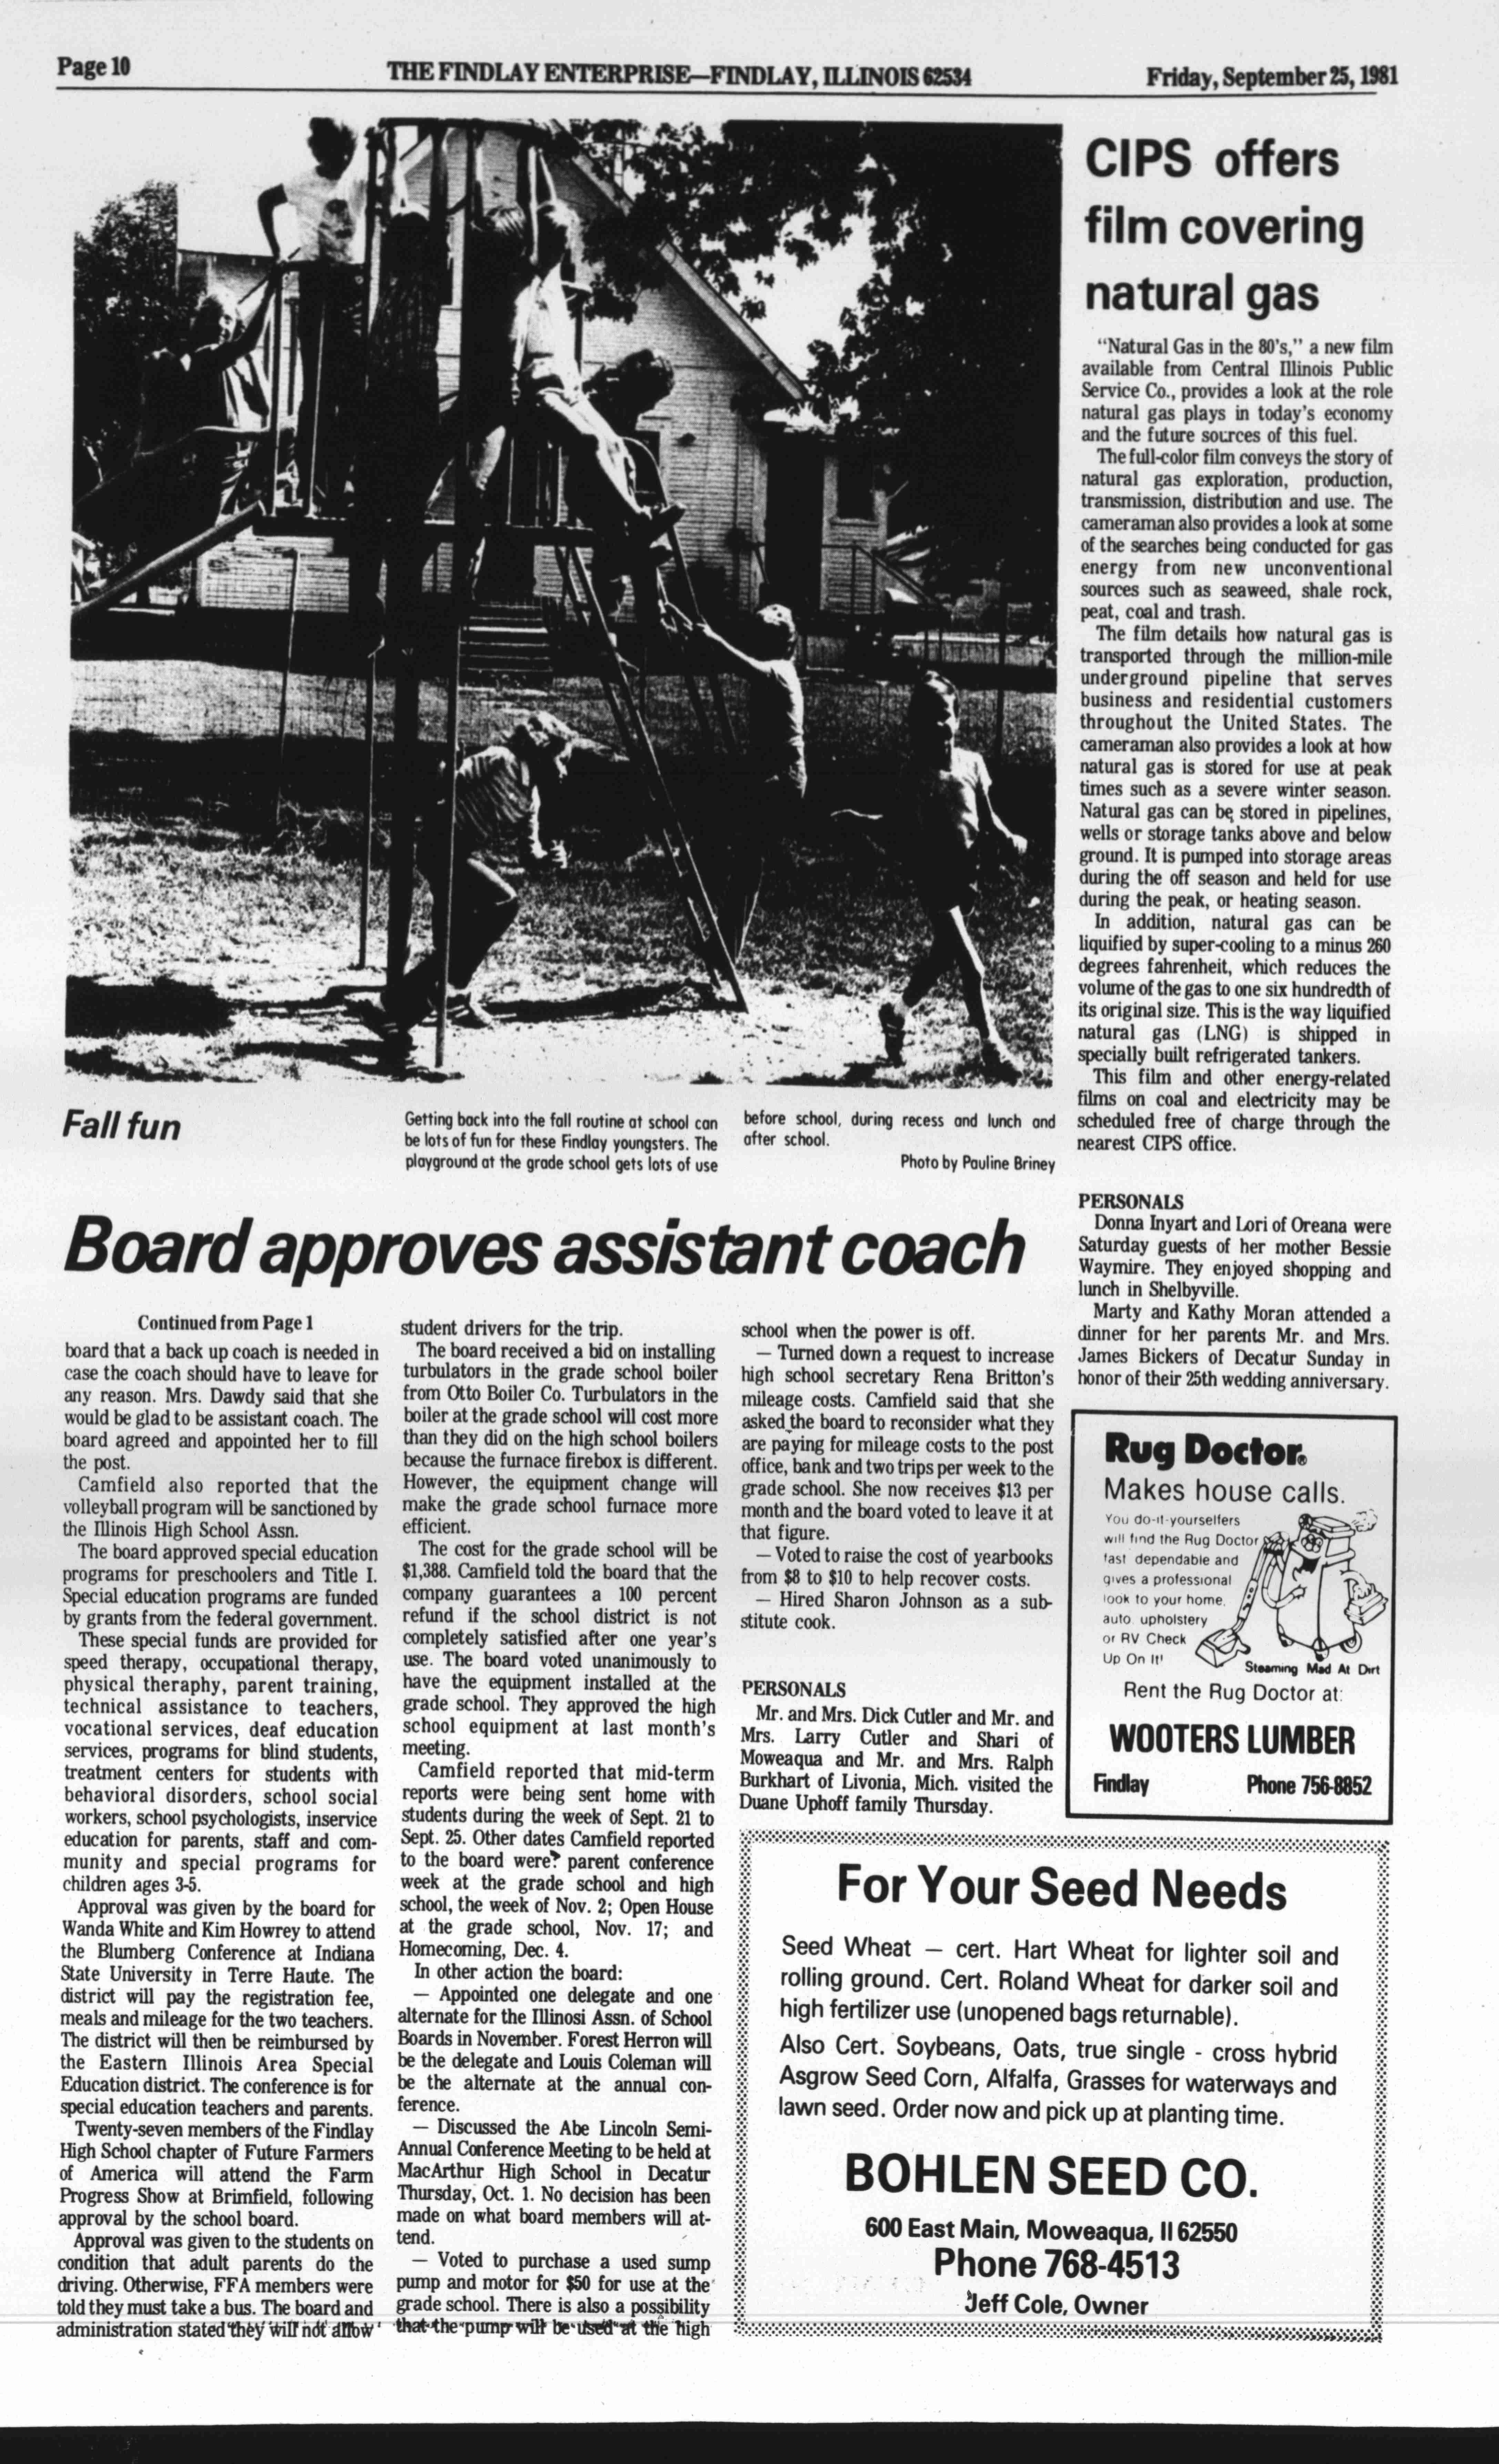 Page 10
THE FINDLAY ENTERPRISE—FINDLAY, ILLINOIS 62534
Friday, September 25, 1981
Fall fun
Getting back into the fall routine at school can
be lots of fun for these Findlay youngsters. The
playground at the grade school gets lots of use
before school, during recess and lunch and
after school.
Photo by Pauline Briney
CIPS offers
film covering
natural gas
"Natural Gas in the 80's," a new film
available from Central Illinois Public
Service Co., provides a look at the role
natural gas plays in today's economy
and the future sources of this fuel.
The full-color film conveys the story of
natural gas exploration, production,
transmission, distribution and use. The
cameraman also provides a look at some
of the searches being conducted for gas
energy from new unconventional
sources such as seaweed, shale rock,
peat, coal and trash.
The film details how natural gas is
transported through the million-mile
underground pipeline that serves
business and residential customers
throughout the United States. The
cameraman also provides a look at how
natural gas is stored for use at peak
times such as a severe winter season.
Natural gas can be stored in pipelines,
wells or storage tanks above and below
ground. It is pumped into storage areas
during the off season and held for use
during the peak, or heating season.
In addition, natural gas can be
liquified by super-cooling to a minus 260
degrees fahrenheit, which reduces the
volume of the gas to one six hundredth of
its original size. This is the way liquified
natural gas (LNG) is shipped in
specially built refrigerated tankers.
This film and other energy-related
films on coal and electricity may be
scheduled free of charge through the
nearest CIPS office.
PERSONALS
Donna Inyart and Lori of Oreana were
Saturday guests of her mother Bessie
Waymire. They enjoyed shopping and
lunch in Shelbyville.
Marty and Kathy Moran attended a
dinner for her parents Mr. and Mrs.
James Bickers of Decatur Sunday in
honor of their 25th wedding anniversary.
Board approves assistant coach
Continued from Page 1
board that a back up coach is needed in
case the coach should have to leave for
any reason. Mrs. Dawdy said that she
would be glad to be assistant coach. The
board agreed and appointed her to fill
the post.
Camfield also reported that the
volleyball program will be sanctioned by
the Illinois High School Assn.
The board approved special education
programs for preschoolers and Title I.
Special education programs are funded
by grants from the federal government.
These special funds are provided for
speed therapy, occupational therapy,
physical theraphy, parent training,
technical assistance to teachers,
vocational services, deaf education
services, programs for blind students,
treatment centers for students with
behavioral disorders, school social
workers, school psychologists, inservice
education for parents, staff and com-
munity and special programs for
children ages 3-5.
Approval was given by the board for
Wanda White and Kim Howrey to attend
the Blumberg Conference at Indiana
State University in Terre Haute. The
district will pay the registration fee,
meals and mileage for the two teachers.
The district will then be reimbursed by
the Eastern Illinois Area Special
Education district. The conference is for
special education teachers and parents.
Twenty-seven members of the Findlay
High School chapter of Future Farmers
of America will attend the Farm
Progress Show at Brimfield, following
approval by the school board.
Approval was given to the students on
condition that adult parents do the
driving. Otherwise, FFA members were
told they must take a bus. The board and
administration stated they will not allow
student drivers for the trip.
The board received a bid on installing
turbulators in the grade school boiler
from Otto Boiler Co. Turbulators in the
boiler at the grade school will cost more
than they did on the high school boilers
because the furnace firebox is different.
However, the equipment change will
make the grade school furnace more
efficient.
The cost for the grade school will be
$1,388. Camfield told the board that the
company guarantees a 100 percent
refund if the school district is not
completely satisfied after one year's
use. The board voted unanimously to
have the equipment installed at the
grade school. They approved the high
school equipment at last month's
meeting.
Camfield reported that mid-term
reports were being sent home with
students during the week of Sept. 21 to
Sept. 25. Other dates Camfield reported
to the board were: parent conference
week at the grade school and high
school, the week of Nov. 2; Open House
at the grade school, Nov. 17; and
Homecoming, Dec. 4.
In other action the board:
— Appointed one delegate and one
alternate for the Illinosi Assn. of School
Boards in November. Forest Herron will
be the delegate and Louis Coleman will
be the alternate at the annual con-
ference.
— Discussed the Abe Lincoln Semi-
Annual Conference Meeting to be held at
MacArthur High School in Decatur
Thursday, Oct. 1. No decision has been
made on what board members will at-
tend.
— Voted to purchase a used sump
pump and motor for $50 for use at the
grade school. There is also a possibility
that the pump will be used at the high
school when the power is off.
— Turned down a request to increase
high school secretary Rena Britton's
mileage costs. Camfield said that she
asked the board to reconsider what they
are paying for mileage costs to the post
office, bank and two trips per week to the
grade school. She now receives $13 per
month and the board voted to leave it at
that figure.
— Voted to raise the cost of yearbooks
from $8 to $10 to help recover costs.
— Hired Sharon Johnson as a sub-
stitute cook.
PERSONALS
Mr. and Mrs. Dick Cutler and Mr. and
Mrs. Larry Cutler and Shari of
Moweaqua and Mr. and Mrs. Ralph
Burkhart of Livonia, Mich. visited the
Duane Uphoff family Thursday.
Rug Doctor®
Makes house calls.
You do-it-yourselfers
will find the Rug Doctor
fast dependable and
gives a professional
look to your home,
auto upholstery
or RV Check
Up On It!
Steaming Mad At Dirt
Rent the Rug Doctor at:
WOOTERS LUMBER
Findlay Phone 756-8852
For Your Seed Needs
Seed Wheat — cert. Hart Wheat for lighter soil and
rolling ground. Cert. Roland Wheat for darker soil and
high fertilizer use (unopened bags returnable).
Also Cert. Soybeans, Oats, true single - cross hybrid
Asgrow Seed Corn, Alfalfa, Grasses for waterways and
lawn seed. Order now and pick up at planting time.
BOHLEN SEED CO.
600 East Main, Moweaqua, Il 62550
Phone 768-4513
Jeff Cole, Owner